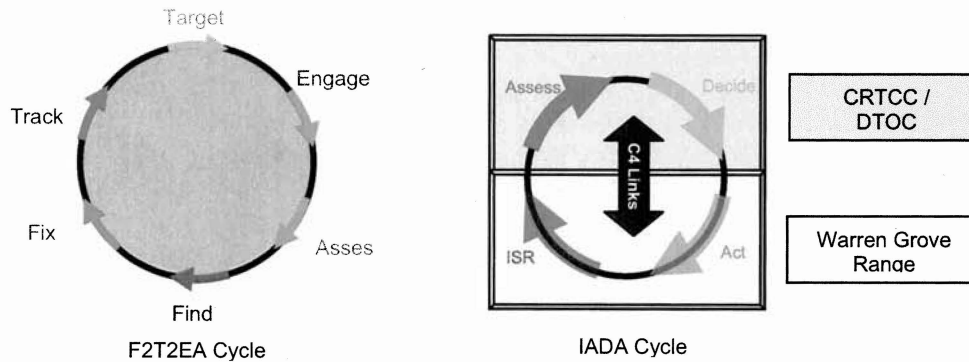 Target
Engage
Track
Fix
Asses
Find
F2T2EA Cycle
Assess
Decide
C4 Links
ISR
Act
IADA Cycle
CRTCC /
DTOC
Warren Grove
Range